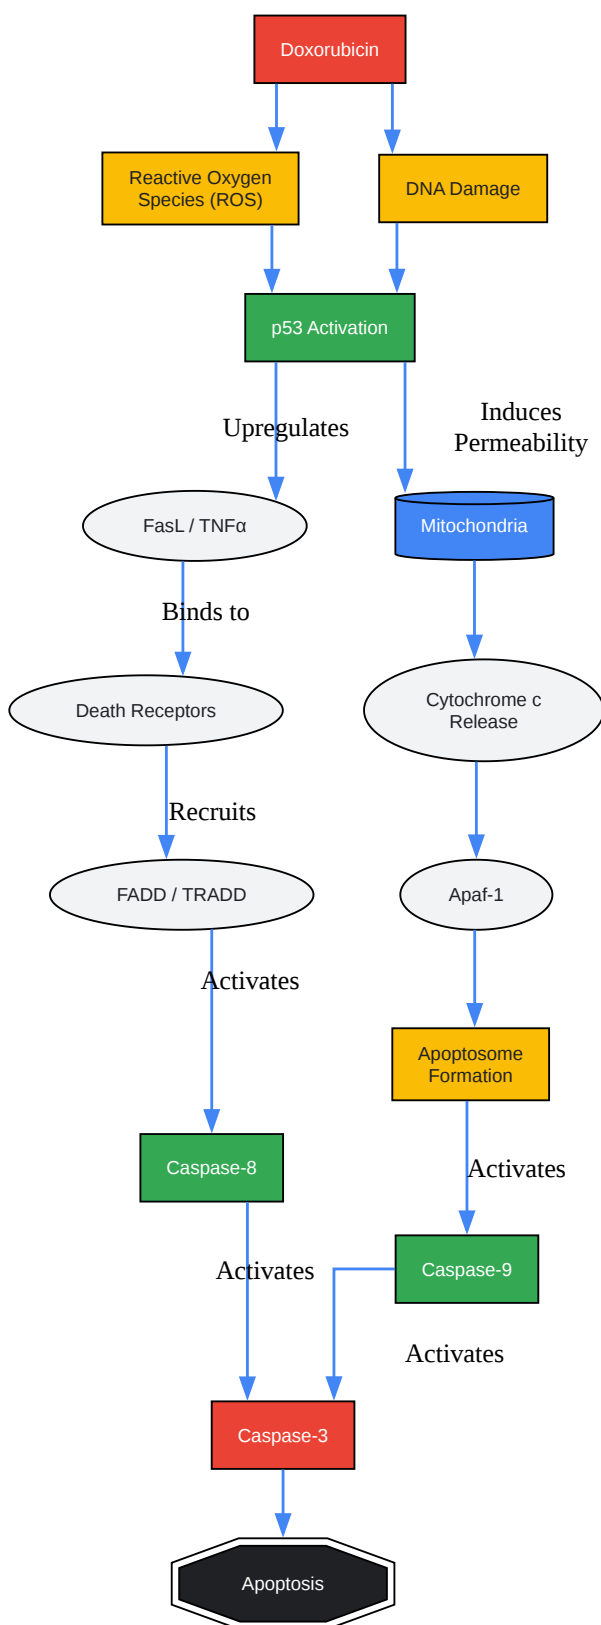 Doxorubicin
Reactive Oxygen
Species (ROS)
DNA Damage
p53 Activation
Upregulates
Induces
Permeability
FasL / TNFα
Mitochondria
Binds to
Death Receptors
Cytochrome c
Release
Recruits
FADD / TRADD
Apaf-1
Activates
Apoptosome
Formation
Caspase-8
Activates
Caspase-9
Activates
Activates
Caspase-3
Apoptosis